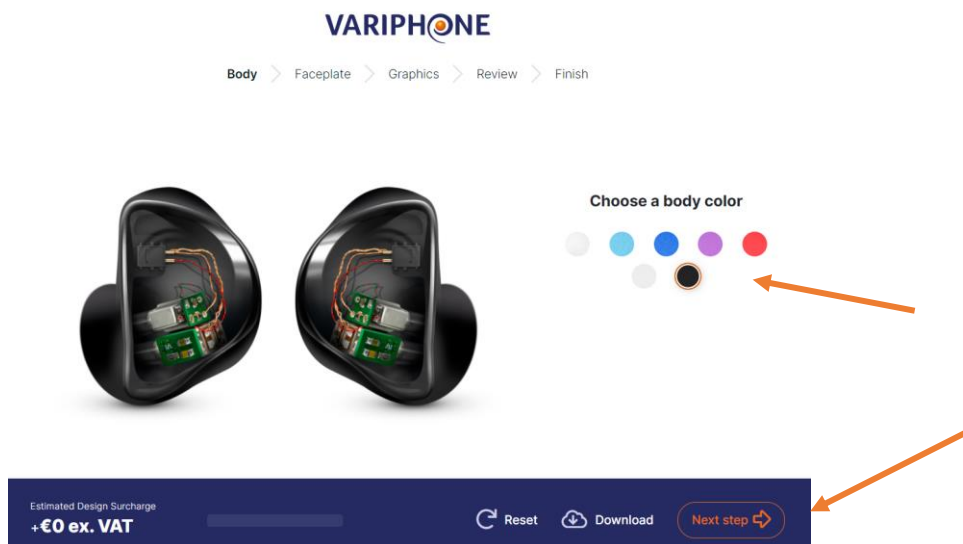 VARIPHONE
Body Faceplate Graphics Review Finish
Choose a body color
Estimated Design Surcharge
+€0 ex. VAT
Reset
Download
Next step